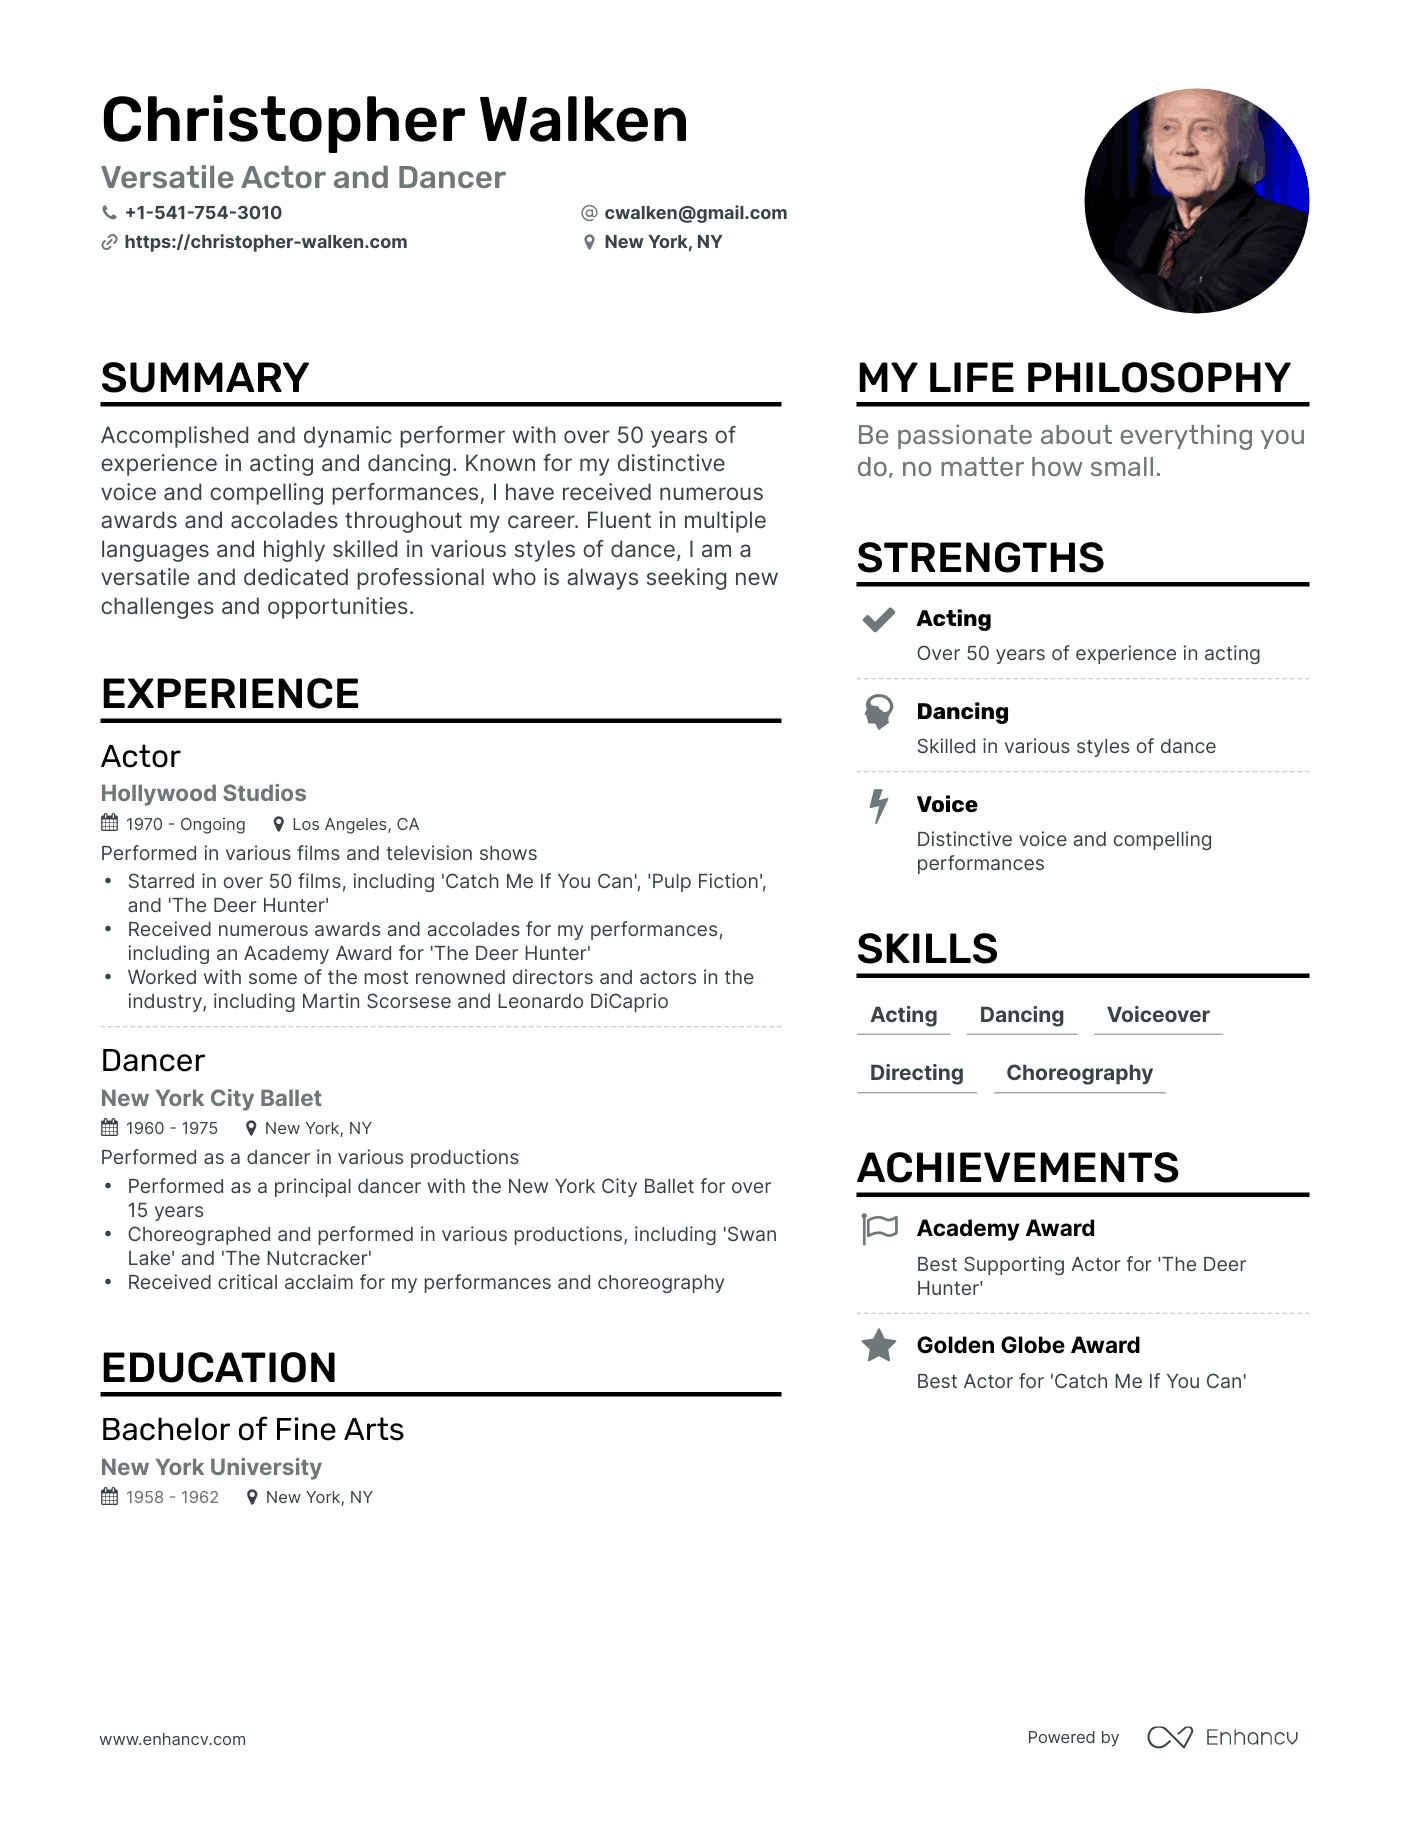 Christopher Walken
Versatile Actor and Dancer
+1-541-754-3010
@ cwalken@gmail.com
https://christopher-walken.com
New York, NY
SUMMARY
Accomplished and dynamic performer with over 50 years of
experience in acting and dancing. Known for my distinctive
voice and compelling performances, I have received numerous
awards and accolades throughout my career. Fluent in multiple
languages and highly skilled in various styles of dance, I am a
versatile and dedicated professional who is always seeking new
challenges and opportunities.
EXPERIENCE
Actor
Hollywood Studios
1970 - Ongoing
Los Angeles, CA
Performed in various films and television shows
• Starred in over 50 films, including 'Catch Me If You Can', 'Pulp Fiction',
and 'The Deer Hunter'
• Received numerous awards and accolades for my performances,
including an Academy Award for 'The Deer Hunter'
• Worked with some of the most renowned directors and actors in the
industry, including Martin Scorsese and Leonardo DiCaprio
Dancer
New York City Ballet
1960 - 1975
New York, NY
Performed as a dancer in various productions
• Performed as a principal dancer with the New York City Ballet for over
15 years
• Choreographed and performed in various productions, including 'Swan
Lake' and 'The Nutcracker'
• Received critical acclaim for my performances and choreography
EDUCATION
Bachelor of Fine Arts
New York University
1958 - 1962
New York, NY
MY LIFE PHILOSOPHY
Be passionate about everything you
do, no matter how small.
STRENGTHS
Acting
Over 50 years of experience in acting
Dancing
Skilled in various styles of dance
Voice
Distinctive voice and compelling
performances
SKILLS
Acting Dancing Voiceover
Directing Choreography
ACHIEVEMENTS
Academy Award
Best Supporting Actor for 'The Deer
Hunter'
Golden Globe Award
Best Actor for 'Catch Me If You Can'
www.enhancv.com
Powered by Enhancv